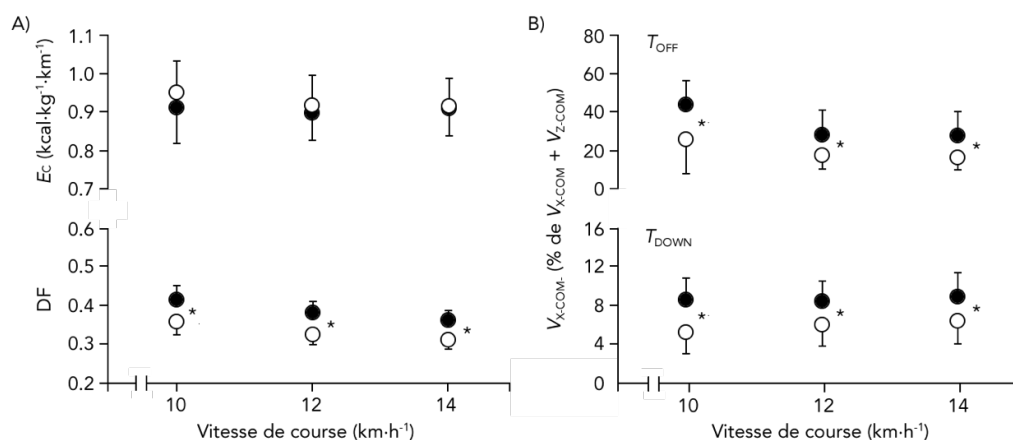 A)
Ec (kcal·kg⁻¹·km⁻¹)
1.1
1.0
0.9
0.8
0.7
DF
0.6
0.5
0.4
0.3
0.2
*
*
*
10 12 14
Vitesse de course (km·h⁻¹)
B)
Vx-COM- (% de Vx-COM + Vz-COM)
TOFF
80
60
40
20
0
*
*
*
TDOWN
16
12
8
4
0
*
*
*
10 12 14
Vitesse de course (km·h⁻¹)